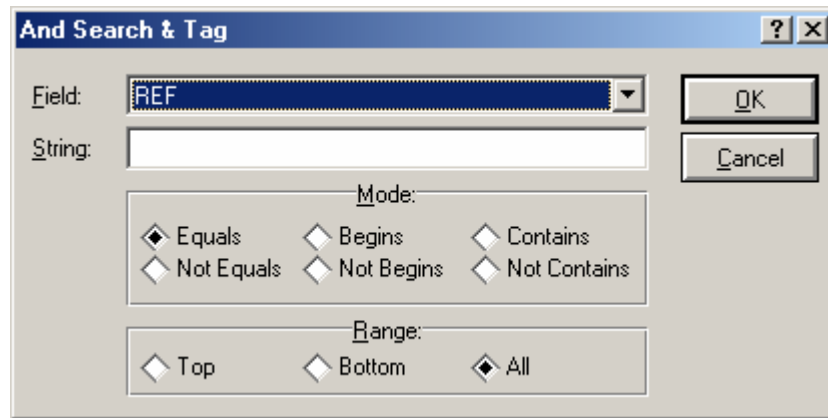 And Search & Tag ?
Field: REF OK
String: Cancel
Mode:
Equals Begins Contains
Not Equals Not Begins Not Contains
Range:
Top Bottom All